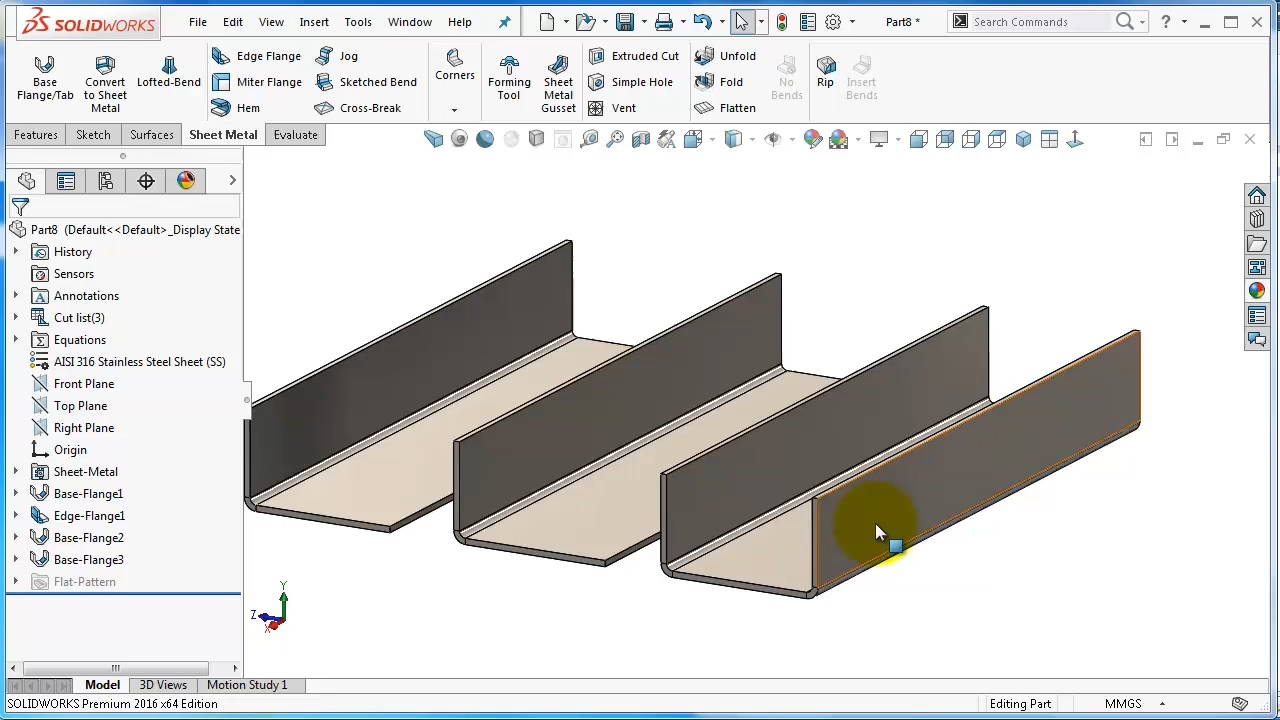 SOLIDWORKS File Edit View Insert Tools Window Help Part8 * Search Commands ?
Base Flange/Tab
Convert to Sheet Metal
Lofted-Bend
Edge Flange
Miter Flange
Hem
Jog
Sketched Bend
Cross-Break
Corners
Forming Tool
Sheet Metal Gusset
Extruded Cut
Simple Hole
Vent
Unfold
Fold
Flatten
No Bends
Rip
Insert Bends
Features Sketch Surfaces Sheet Metal Evaluate
Part8 (Default<<Default>_Display State
History
Sensors
Annotations
Cut list(3)
Equations
AISI 316 Stainless Steel Sheet (SS)
Front Plane
Top Plane
Right Plane
Origin
Sheet-Metal
Base-Flange1
Edge-Flange1
Base-Flange2
Base-Flange3
Flat-Pattern
Y
Z
X
Model 3D Views Motion Study 1
SOLIDWORKS Premium 2016 x64 Edition Editing Part MMGS